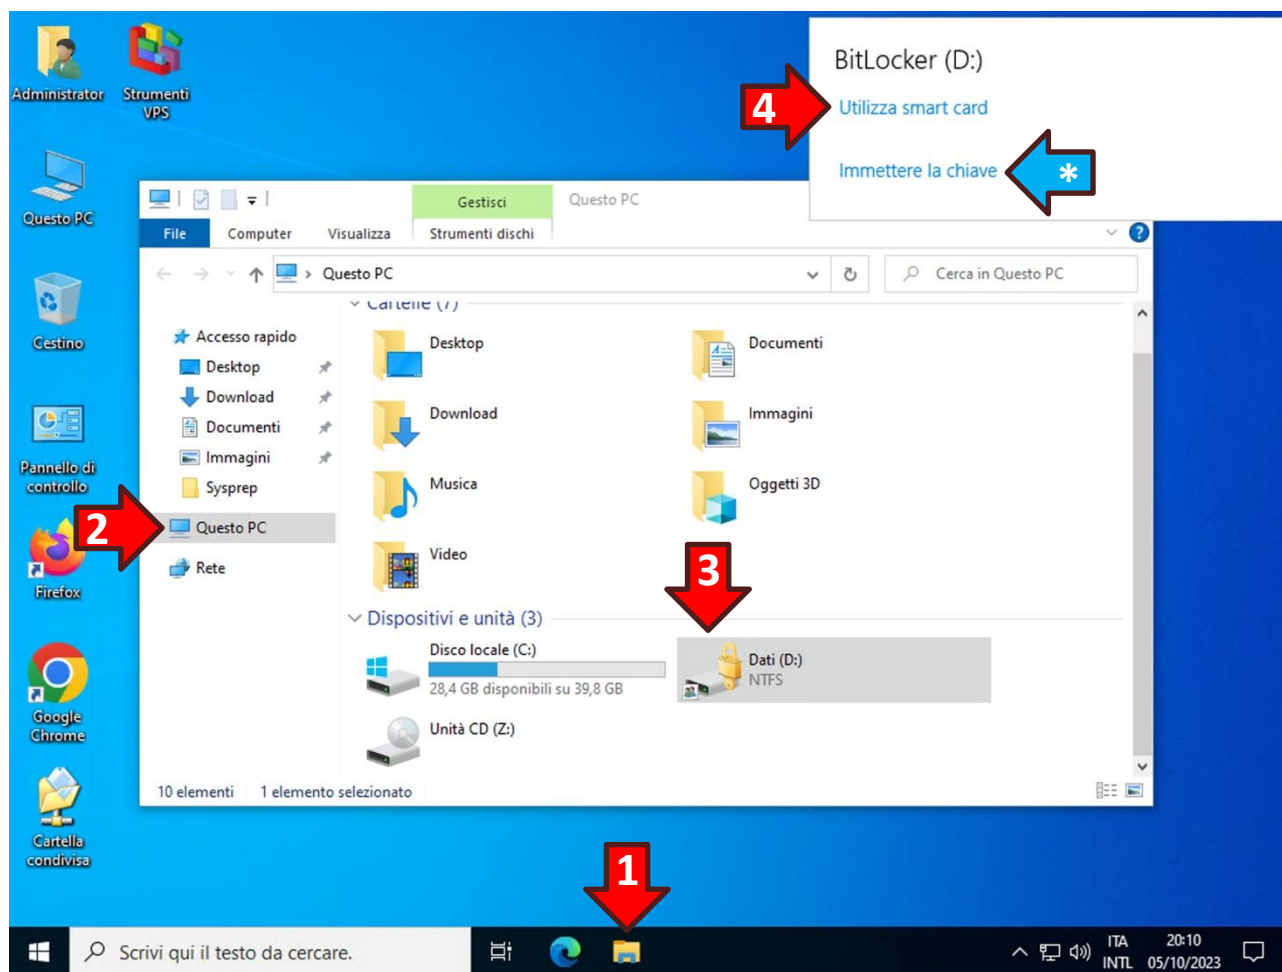 Administrator
Strumenti
VPS
BitLocker (D:)
4
Utilizza smart card
Immettere la chiave
*
Questo PC
Gestisci
Questo PC
File
Computer
Visualizza
Strumenti dischi
?
Questo PC
Cerca in Questo PC
Cestino
Accesso rapido
Desktop
Download
Documenti
Immagini
Sysprep
Questo PC
Rete
Cartelle (7)
Desktop
Documenti
Download
Immagini
Musica
Oggetti 3D
Video
Pannello di
controllo
2
3
Firefox
Dispositivi e unità (3)
Disco locale (C:)
28,4 GB disponibili su 39,8 GB
Dati (D:)
NTFS
Unità CD (Z:)
Google
Chrome
10 elementi
1 elemento selezionato
Cartella
condivisa
1
Scrivi qui il testo da cercare.
ITA
INTL
20:10
05/10/2023